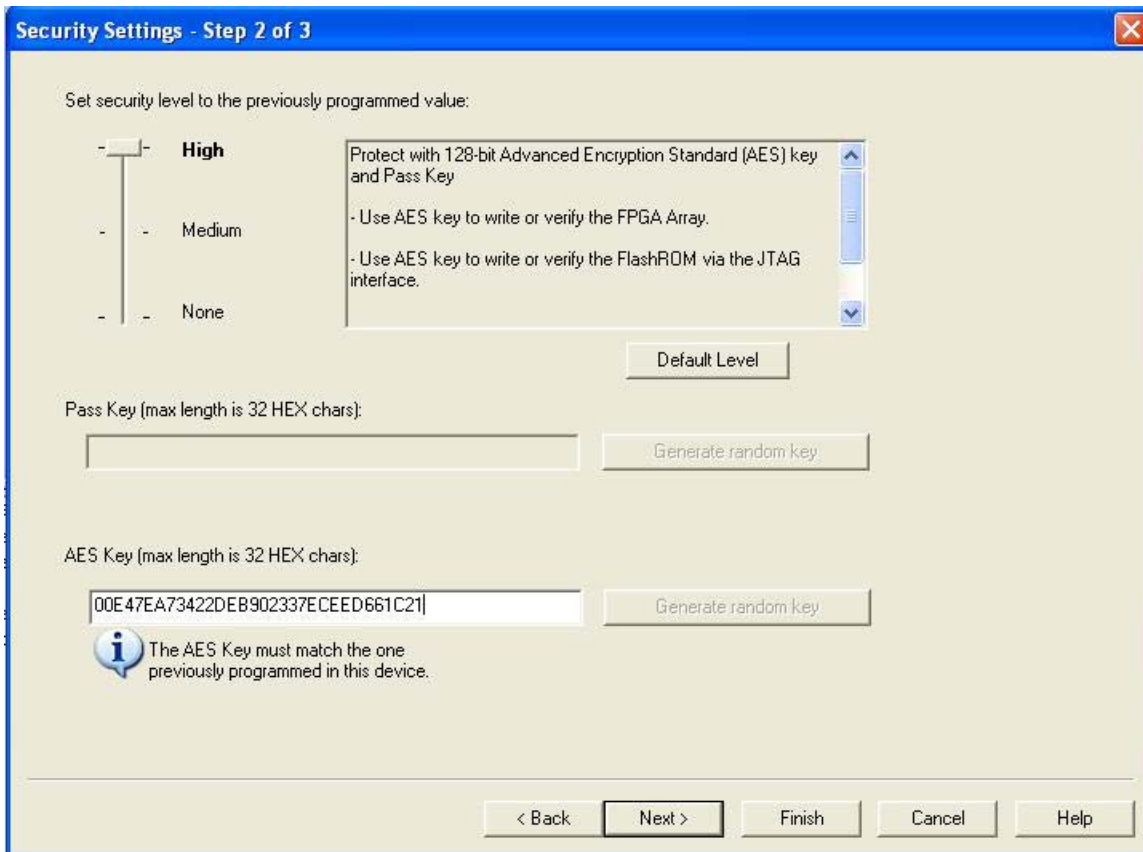 Security Settings - Step 2 of 3
Set security level to the previously programmed value:
High
Medium
None
Protect with 128-bit Advanced Encryption Standard (AES) key
and Pass Key
- Use AES key to write or verify the FPGA Array.
- Use AES key to write or verify the FlashROM via the JTAG
interface.
Default Level
Pass Key (max length is 32 HEX chars):
Generate random key
AES Key (max length is 32 HEX chars):
00E47EA73422DEB902337ECEED661C21
Generate random key
The AES Key must match the one
previously programmed in this device.
< Back
Next >
Finish
Cancel
Help